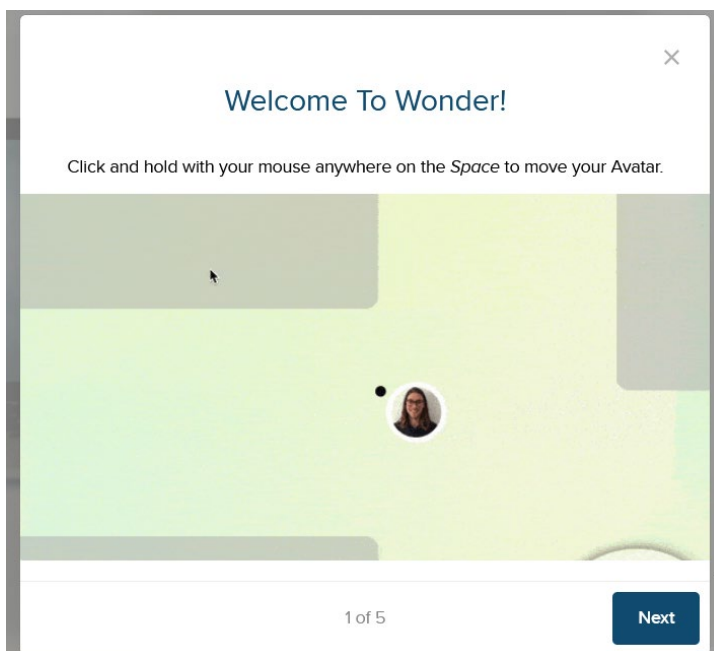 Welcome To Wonder!
Click and hold with your mouse anywhere on the Space to move your Avatar.
1 of 5
Next